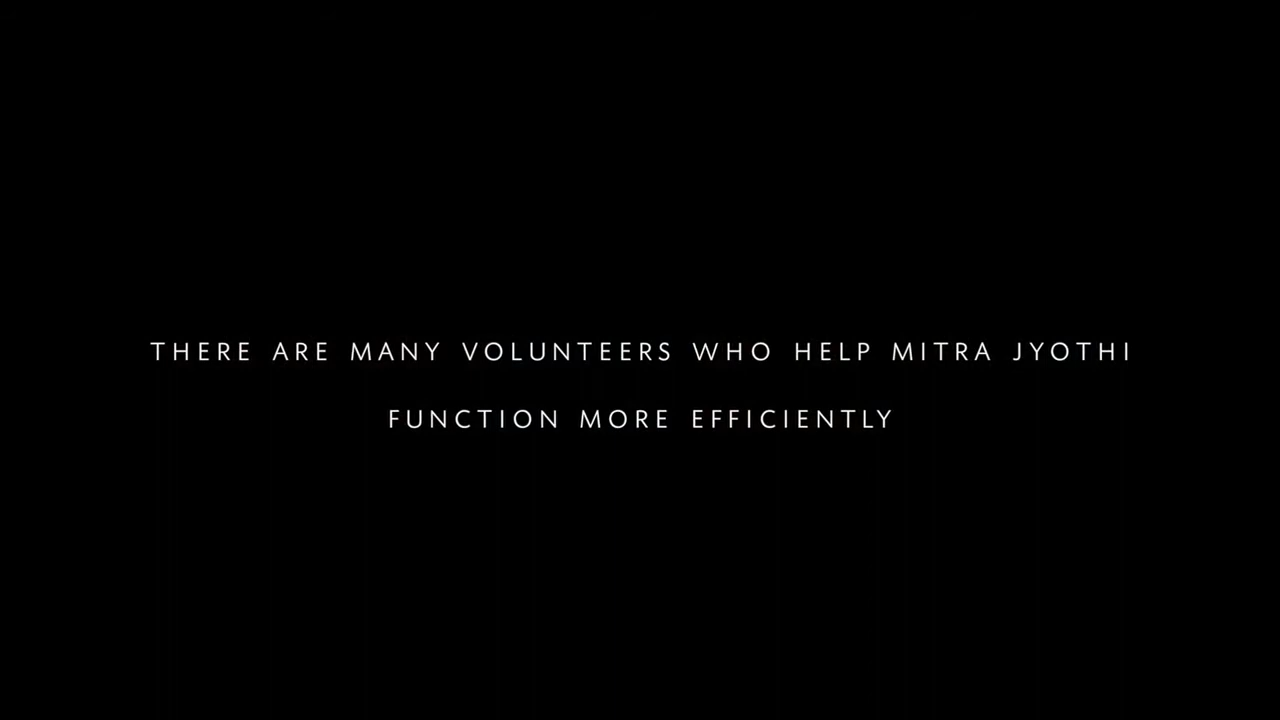 THERE ARE MANY VOLUNTEERS WHO HELP MITRA JYOTHI
FUNCTION MORE EFFICIENTLY